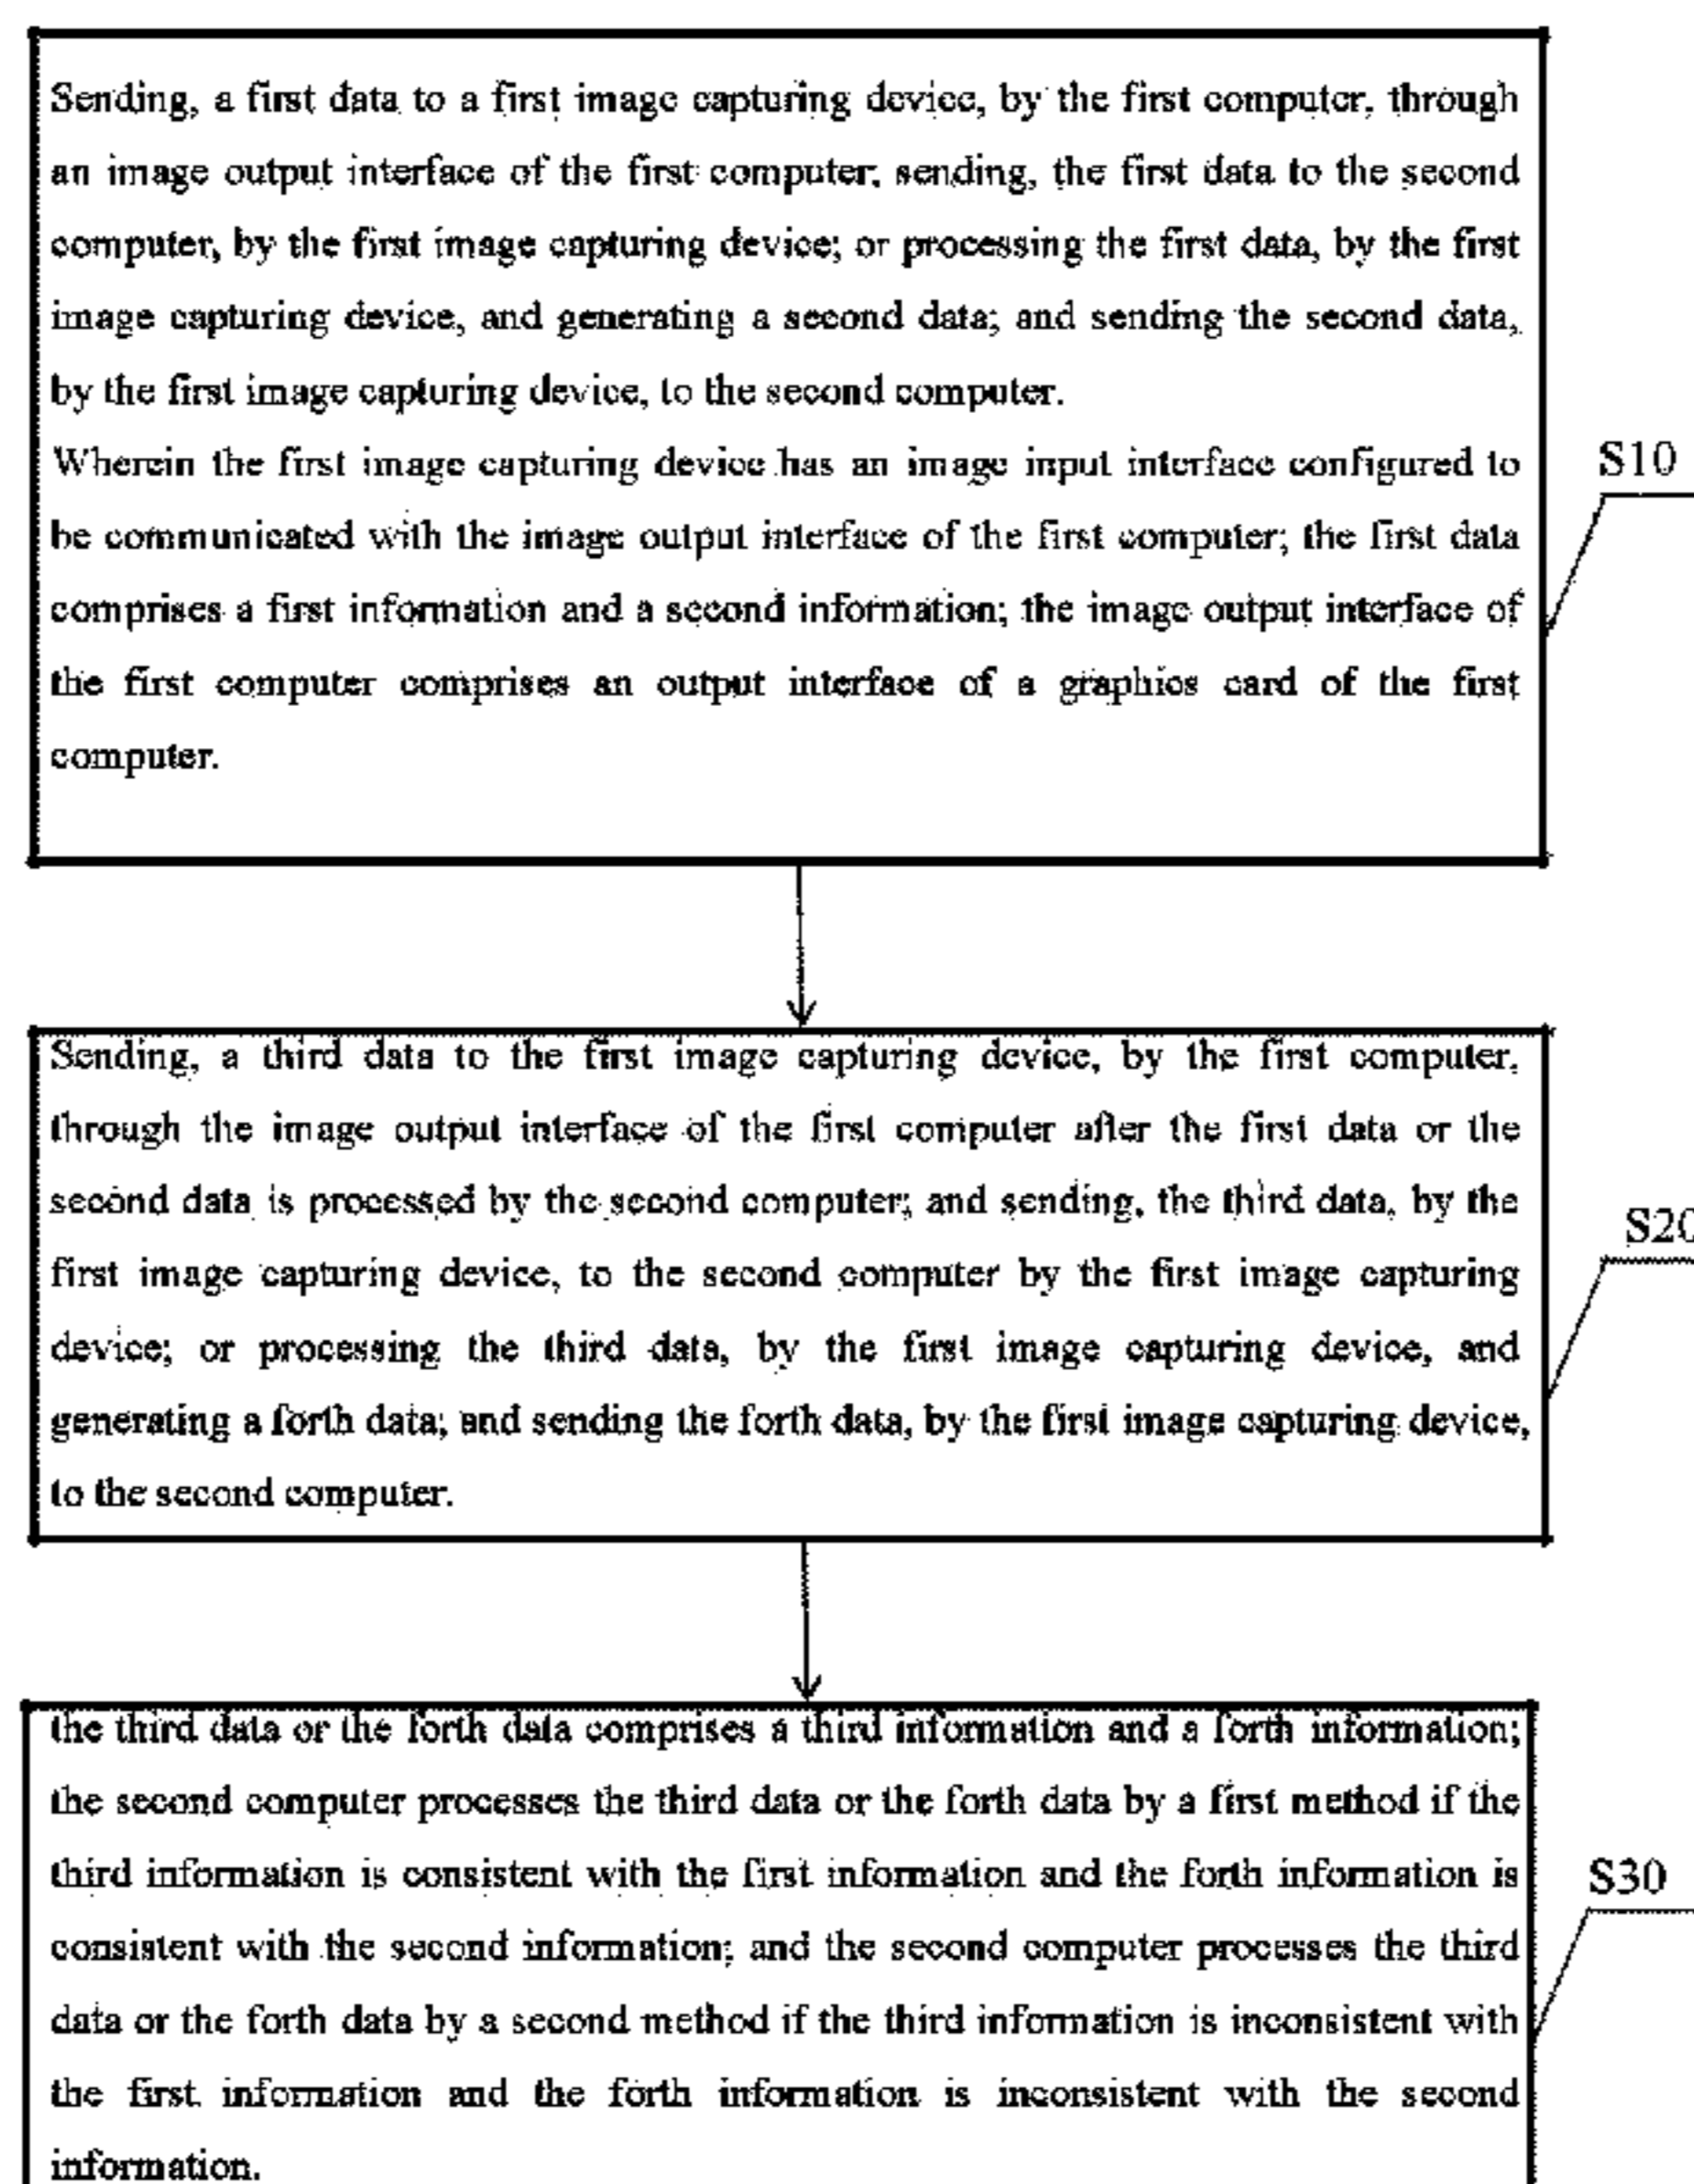 Sending, a first data to a first image capturing device, by the first computer, through
an image output interface of the first computer, sending, the first data to the second
computer, by the first image capturing device; or processing the first data, by the first
image capturing device, and generating a second data; and sending the second data,
by the first image capturing device, to the second computer.
Wherein the first image capturing device has an image input interface configured to
be communicated with the image output interface of the first computer; the first data
comprises a first information and a second information; the image output interface of
the first computer comprises an output interface of a graphics card of the first
computer.
S10
Sending, a third data to the first image capturing device, by the first computer,
through the image output interface of the first computer after the first data or the
second data is processed by the second computer; and sending, the third data, by the
first image capturing device, to the second computer by the first image capturing
device; or processing the third data, by the first image capturing device, and
generating a forth data; and sending the forth data, by the first image capturing device,
to the second computer.
S20
the third data or the forth data comprises a third information and a forth information;
the second computer processes the third data or the forth data by a first method if the
third information is consistent with the first information and the forth information is
consistent with the second information; and the second computer processes the third
data or the forth data by a second method if the third information is inconsistent with
the first information and the forth information is inconsistent with the second
information.
S30